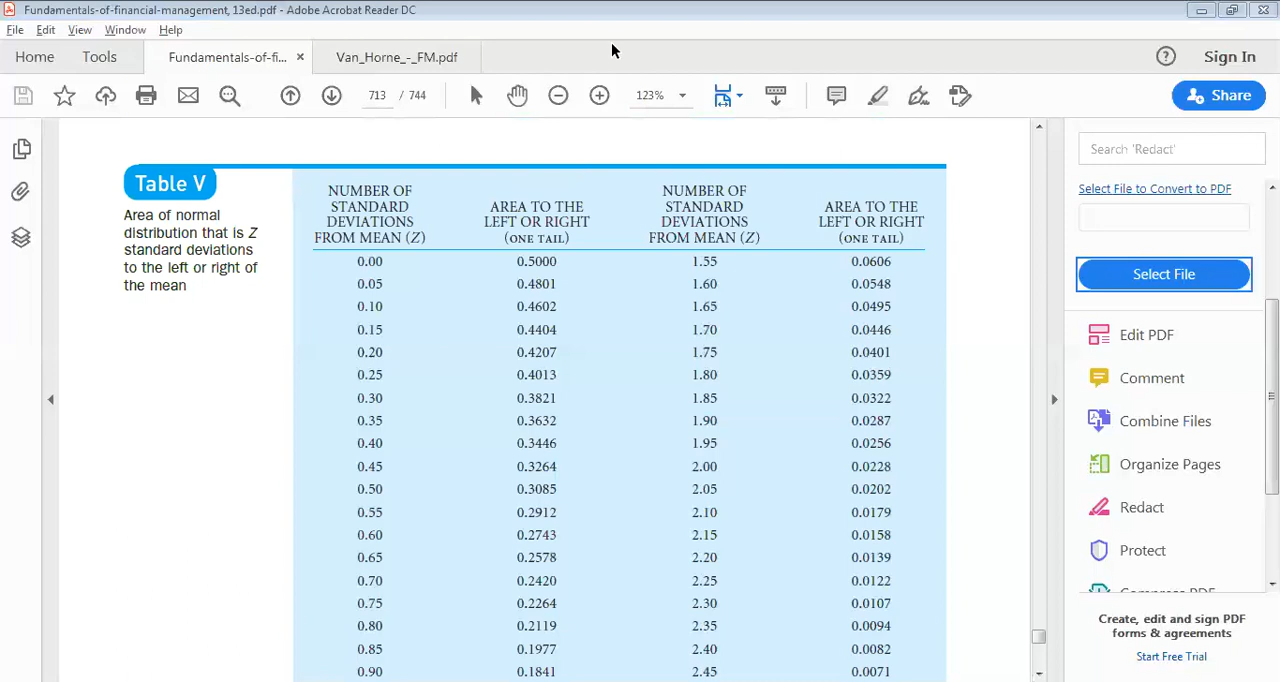 Fundamentals-of-financial-management, 13ed.pdf - Adobe Acrobat Reader DC
File Edit View Window Help
Home Tools Fundamentals-of-fi... × Van_Horne_-_FM.pdf ? Sign In
713 / 744 123% Share
Table V
Area of normal
distribution that is Z
standard deviations
to the left or right of
the mean
NUMBER OF NUMBER OF
STANDARD AREA TO THE STANDARD AREA TO THE
DEVIATIONS LEFT OR RIGHT DEVIATIONS LEFT OR RIGHT
FROM MEAN (Z) (ONE TAIL) FROM MEAN (Z) (ONE TAIL)
0.00 0.5000 1.55 0.0606
0.05 0.4801 1.60 0.0548
0.10 0.4602 1.65 0.0495
0.15 0.4404 1.70 0.0446
0.20 0.4207 1.75 0.0401
0.25 0.4013 1.80 0.0359
0.30 0.3821 1.85 0.0322
0.35 0.3632 1.90 0.0287
0.40 0.3446 1.95 0.0256
0.45 0.3264 2.00 0.0228
0.50 0.3085 2.05 0.0202
0.55 0.2912 2.10 0.0179
0.60 0.2743 2.15 0.0158
0.65 0.2578 2.20 0.0139
0.70 0.2420 2.25 0.0122
0.75 0.2264 2.30 0.0107
0.80 0.2119 2.35 0.0094
0.85 0.1977 2.40 0.0082
0.90 0.1841 2.45 0.0071
Search 'Redact'
Select File to Convert to PDF
Select File
Edit PDF
Comment
Combine Files
Organize Pages
Redact
Protect
Compress PDF
Create, edit and sign PDF
forms & agreements
Start Free Trial